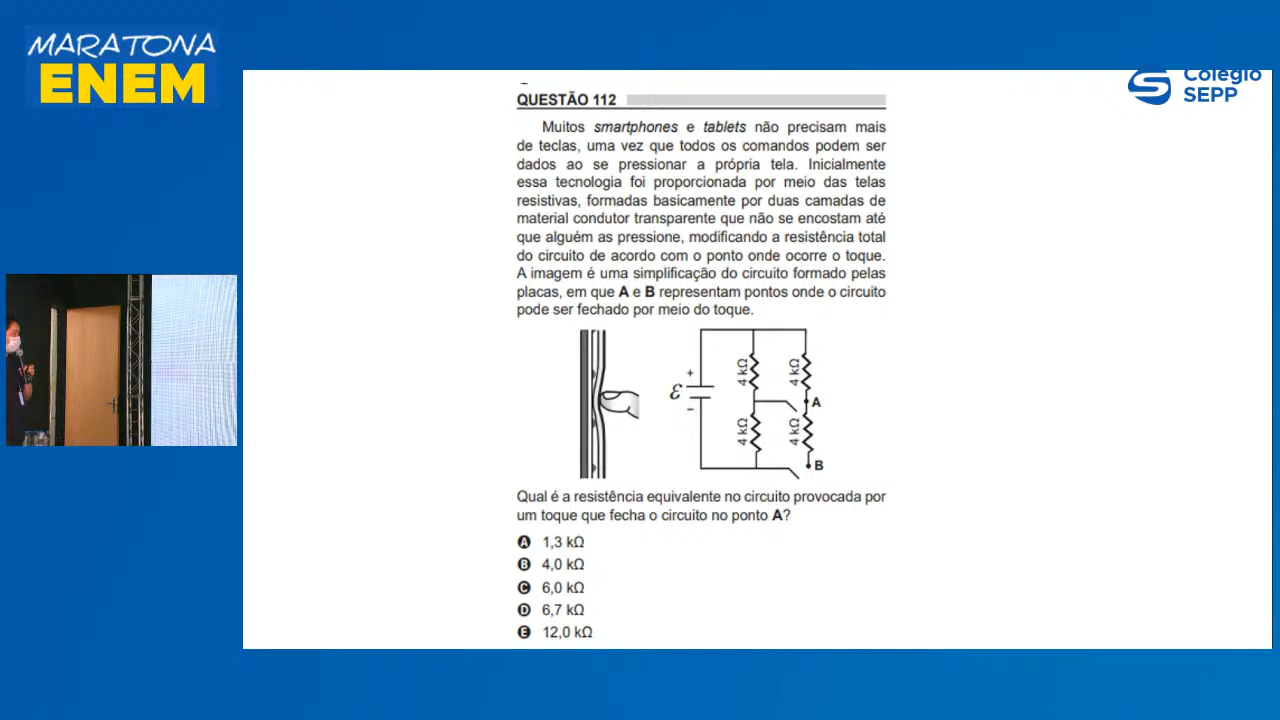 MARATONA
ENEM
Colégio
SEPP
QUESTÃO 112
Muitos smartphones e tablets não precisam mais
de teclas, uma vez que todos os comandos podem ser
dados ao se pressionar a própria tela. Inicialmente
essa tecnologia foi proporcionada por meio das telas
resistivas, formadas basicamente por duas camadas de
material condutor transparente que não se encostam até
que alguém as pressione, modificando a resistência total
do circuito de acordo com o ponto onde ocorre o toque.
A imagem é uma simplificação do circuito formado pelas
placas, em que A e B representam pontos onde o circuito
pode ser fechado por meio do toque.
+
ε
−
4 kΩ
4 kΩ
A
4 kΩ
4 kΩ
B
Qual é a resistência equivalente no circuito provocada por
um toque que fecha o circuito no ponto A?
A 1,3 kΩ
B 4,0 kΩ
C 6,0 kΩ
D 6,7 kΩ
E 12,0 kΩ